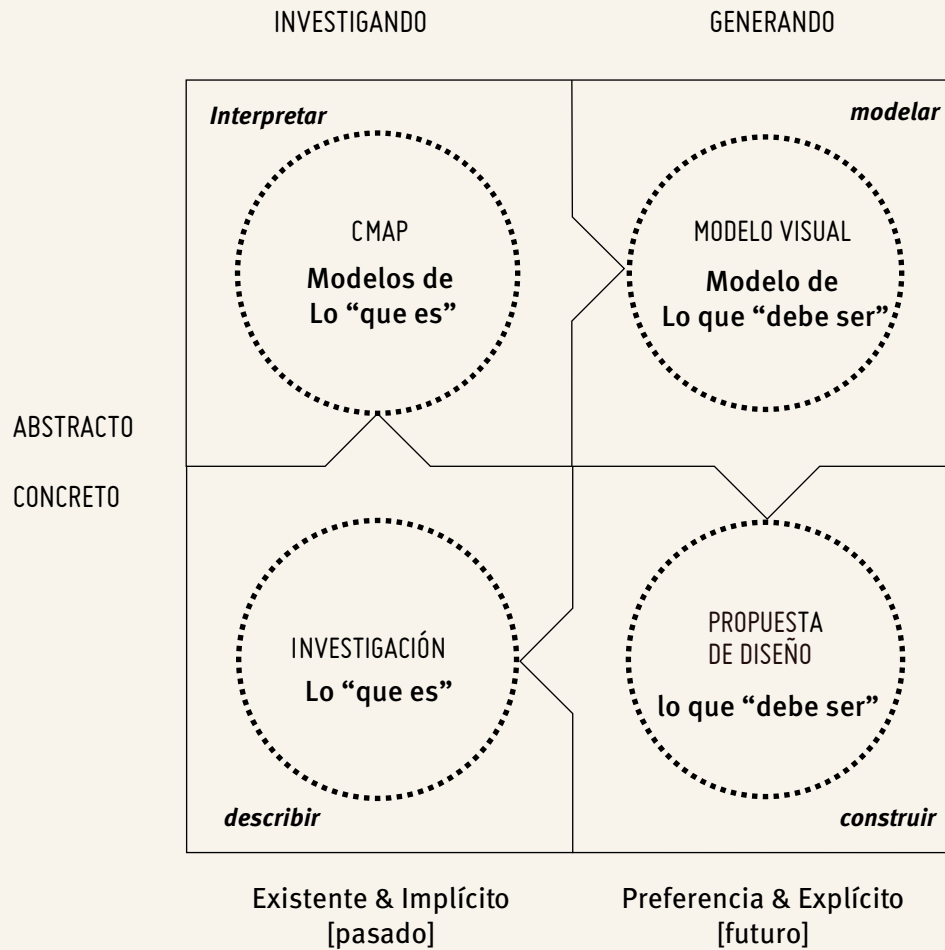 INVESTIGANDO
GENERANDO
Interpretar
modelar
CMAP
Modelos de
Lo “que es”
MODELO VISUAL
Modelo de
Lo que “debe ser”
ABSTRACTO
CONCRETO
INVESTIGACIÓN
Lo “que es”
PROPUESTA
DE DISEÑO
lo que “debe ser”
describir
construir
Existente & Implícito
[pasado]
Preferencia & Explícito
[futuro]